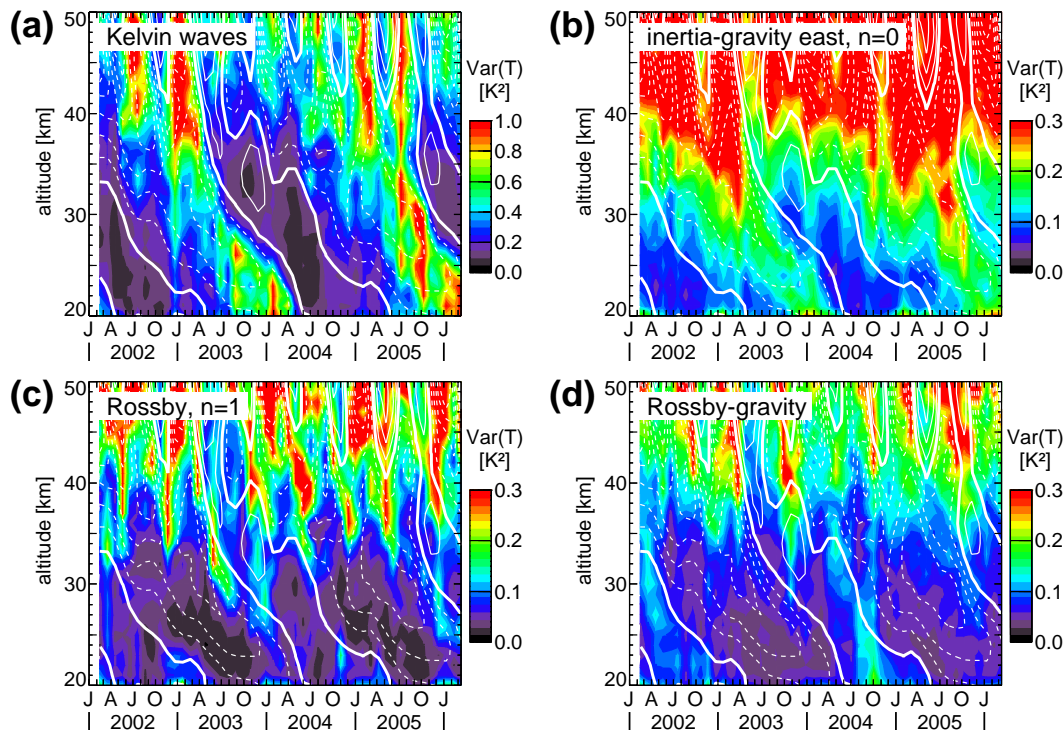 (a)
Kelvin waves
Var(T)
[K²]
1.0
0.8
0.6
0.4
0.2
0.0
altitude [km]
50
40
30
20
J A J O J A J O J A J O J A J O J
| 2002 | 2003 | 2004 | 2005 |
(b)
inertia-gravity east, n=0
Var(T)
[K²]
0.3
0.2
0.1
0.0
altitude [km]
50
40
30
20
J A J O J A J O J A J O J A J O J
| 2002 | 2003 | 2004 | 2005 |
(c)
Rossby, n=1
Var(T)
[K²]
0.3
0.2
0.1
0.0
altitude [km]
50
40
30
20
J A J O J A J O J A J O J A J O J
| 2002 | 2003 | 2004 | 2005 |
(d)
Rossby-gravity
Var(T)
[K²]
0.3
0.2
0.1
0.0
altitude [km]
50
40
30
20
J A J O J A J O J A J O J A J O J
| 2002 | 2003 | 2004 | 2005 |